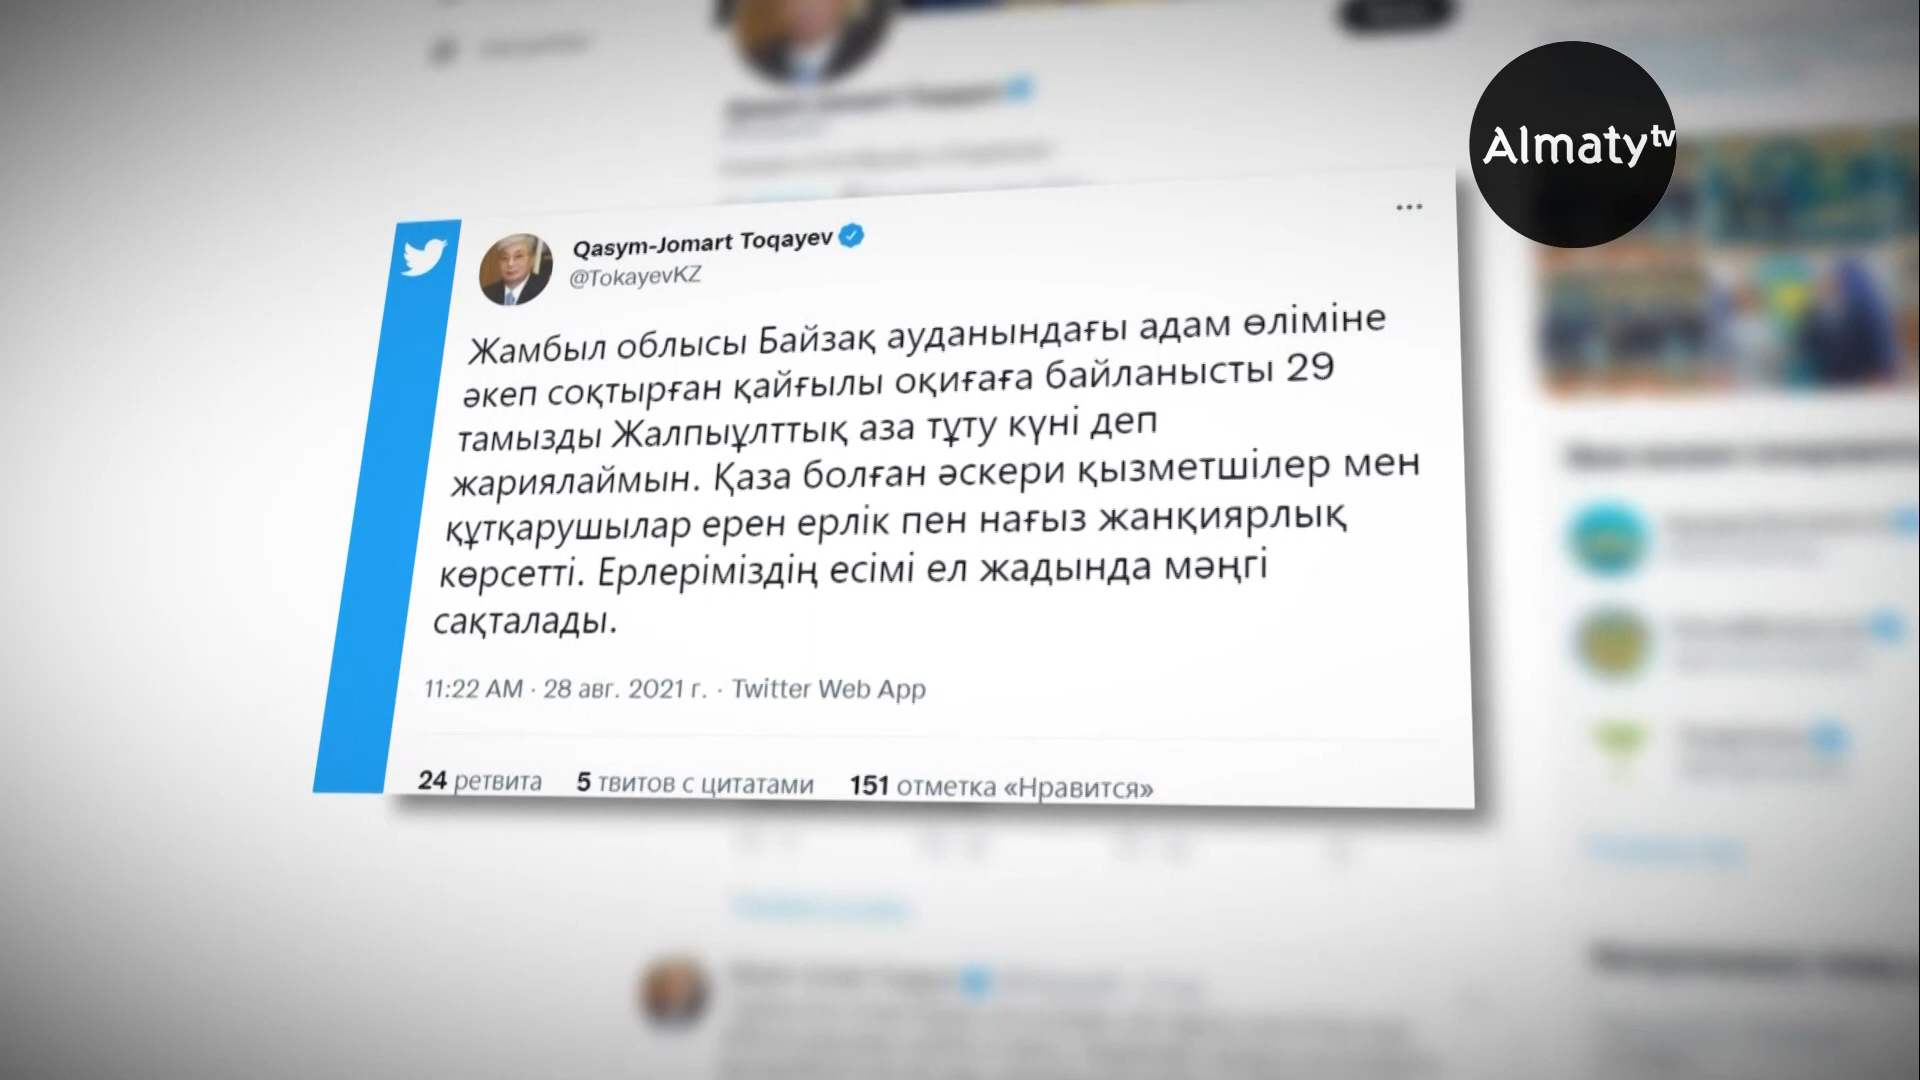 Almaty tv
Qasym-Jomart Toqayev
@TokayevKZ
Жамбыл облысы Байзақ ауданындағы адам өліміне
әкеп соқтырған қайғылы оқиғаға байланысты 29
тамызды Жалпыұлттық аза тұту күні деп
жариялаймын. Қаза болған әскери қызметшілер мен
құтқарушылар ерен ерлік пен нағыз жанқиярлық
көрсетті. Ерлеріміздің есімі ел жадында мәңгі
сақталады.
11:22 AM · 28 авг. 2021 г. · Twitter Web App
24 ретвита 5 твитов с цитатами 151 отметка «Нравится»